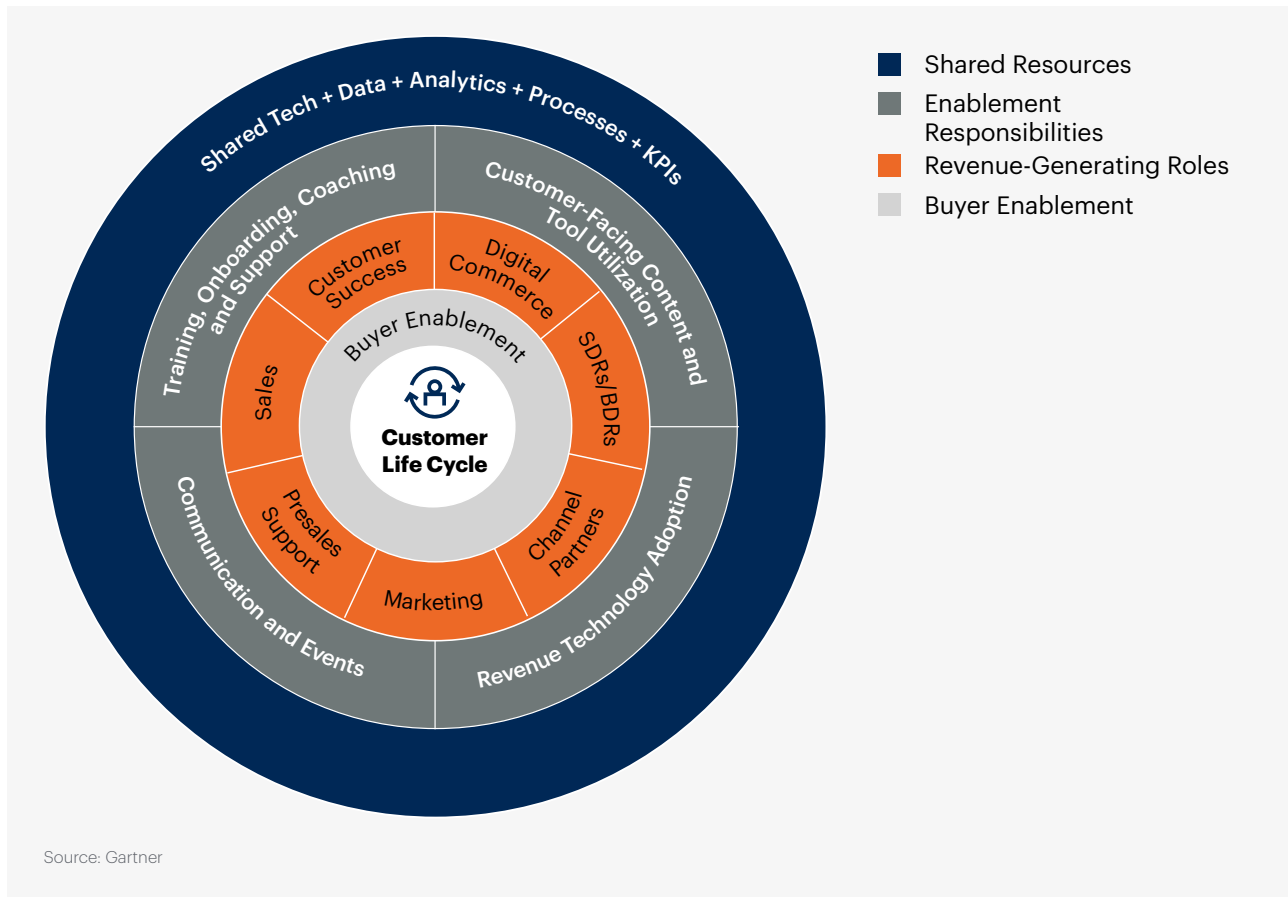 Shared Tech + Data + Analytics + Processes + KPIs
Training, Onboarding, Coaching
and Support
Customer-Facing Content and
Tool Utilization
Communication and Events
Revenue Technology Adoption
Customer
Success
Digital
Commerce
Sales
SDRs/BDRs
Presales
Support
Channel
Partners
Marketing
Buyer Enablement
Customer
Life Cycle
Shared Resources
Enablement
Responsibilities
Revenue-Generating Roles
Buyer Enablement
Source: Gartner